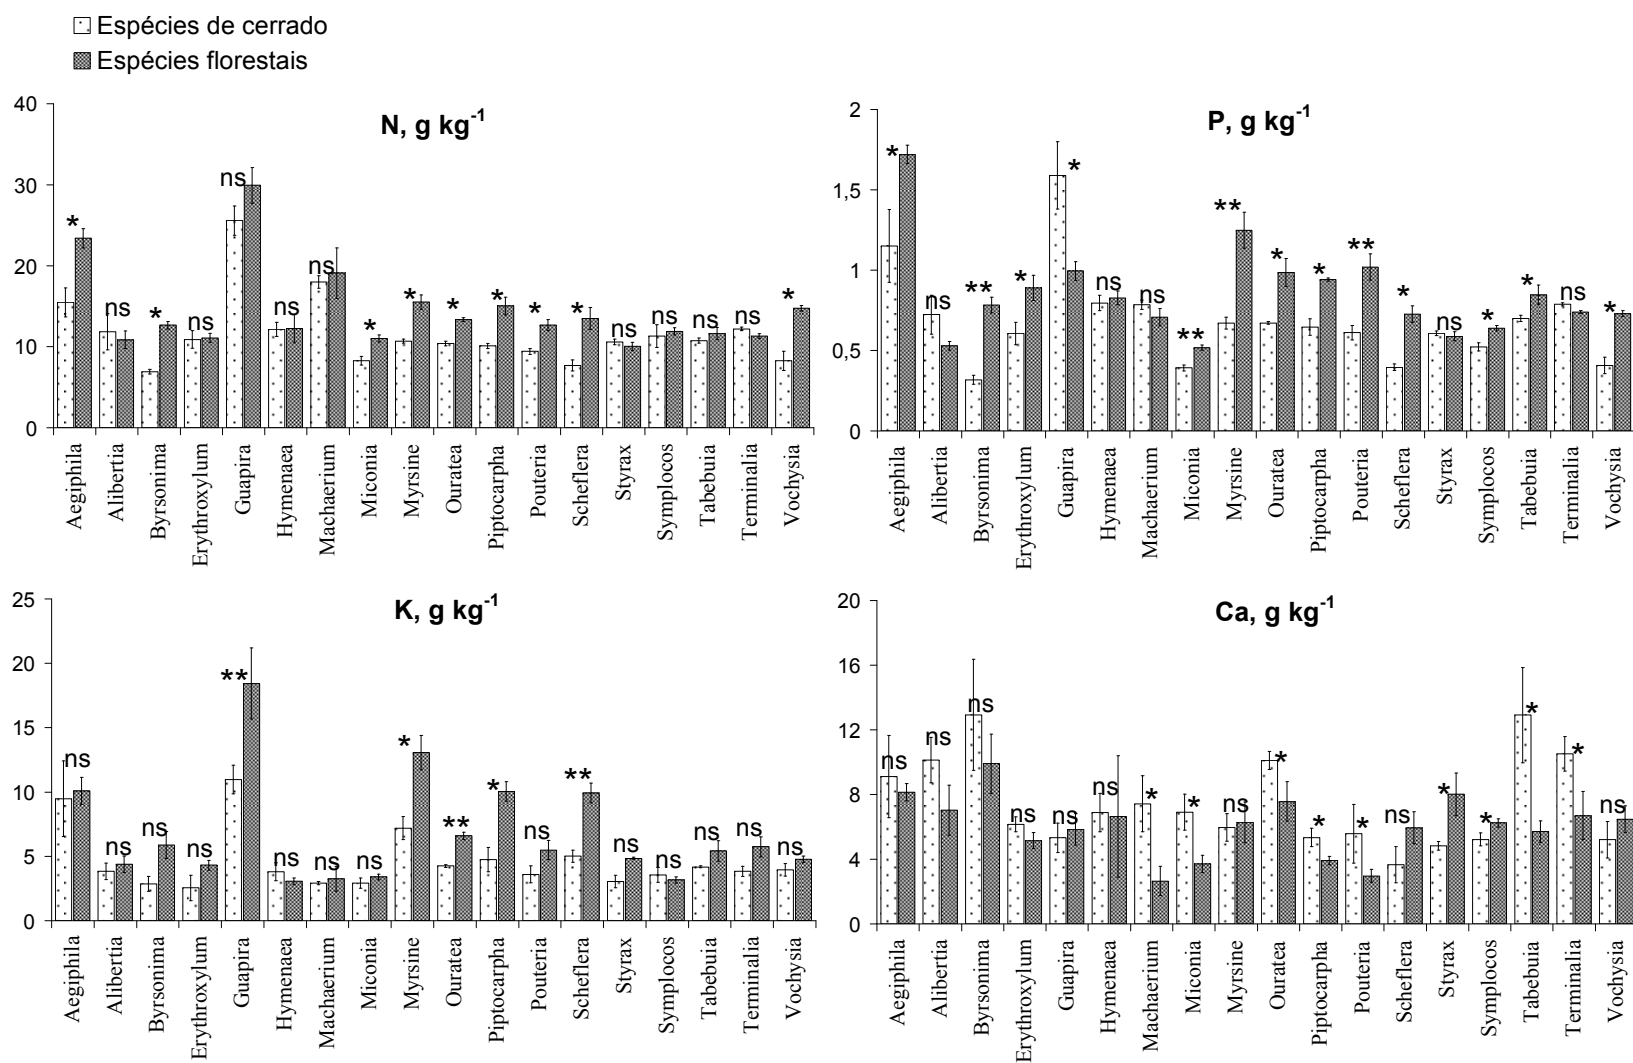 Espécies de cerrado
Espécies florestais
N, g kg⁻¹
40
30
20
10
0
* ns * ns ns ns ns * * * * * * ns ns ns ns *
Aegiphila Alibertia Byrsonima Erythroxylum Guapira Hymenaea Machaerium Miconia Myrsine Ouratea Piptocarpha Pouteria Scheflera Styrax Symplocos Tabebuia Terminalia Vochysia
P, g kg⁻¹
2
1,5
1
0,5
0
* ns ** * * ns ns ** ** * * ** * ns * * ns *
Aegiphila Alibertia Byrsonima Erythroxylum Guapira Hymenaea Machaerium Miconia Myrsine Ouratea Piptocarpha Pouteria Scheflera Styrax Symplocos Tabebuia Terminalia Vochysia
K, g kg⁻¹
25
20
15
10
5
0
ns ns ns ns ** ns ns ns * ** * ns ** ns ns ns ns ns
Aegiphila Alibertia Byrsonima Erythroxylum Guapira Hymenaea Machaerium Miconia Myrsine Ouratea Piptocarpha Pouteria Scheflera Styrax Symplocos Tabebuia Terminalia Vochysia
Ca, g kg⁻¹
20
16
12
8
4
0
ns ns ns ns ns ns * * ns * * * ns * * * * ns
Aegiphila Alibertia Byrsonima Erythroxylum Guapira Hymenaea Machaerium Miconia Myrsine Ouratea Piptocarpha Pouteria Scheflera Styrax Symplocos Tabebuia Terminalia Vochysia